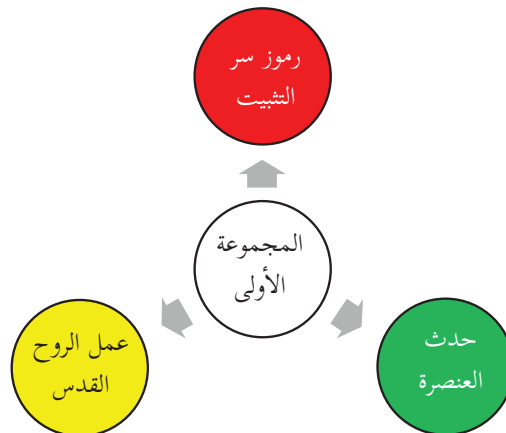 رموز سر
التثبيت
المجموعة
الأولى
حدث
العنصرة
عمل الروح
القدس